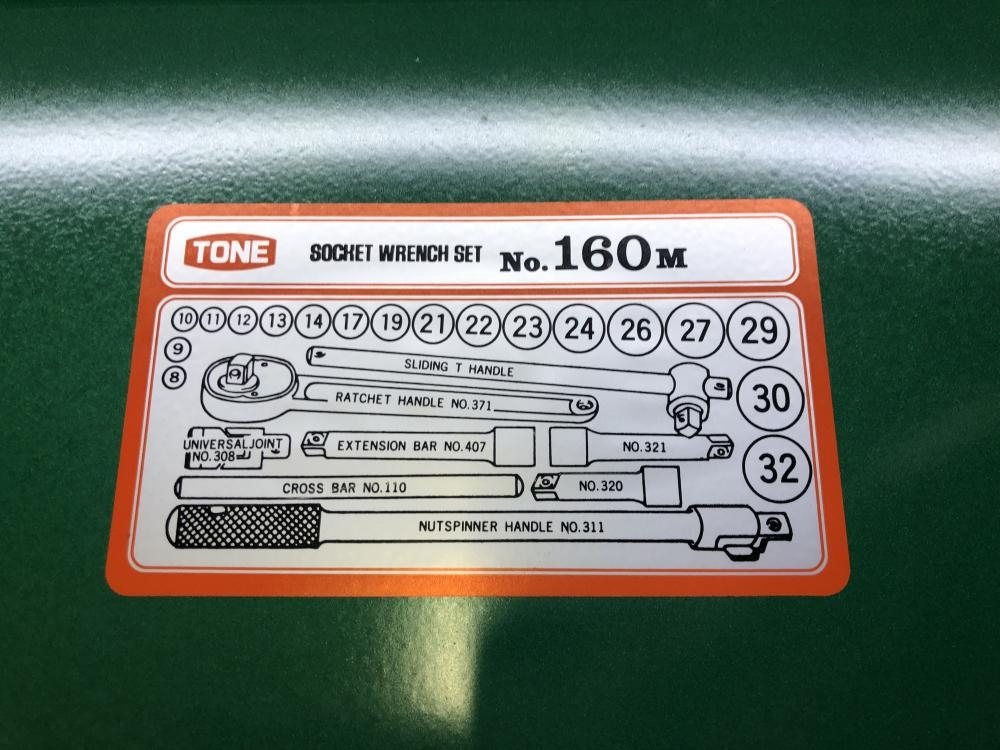 TONE SOCKET WRENCH SET No. 160M
10 11 12 13 14 17 19 21 22 23 24 26 27 29
9
8
SLIDING T HANDLE
RATCHET HANDLE NO.371
30
UNIVERSAL JOINT
NO.308
EXTENSION BAR NO.407
NO.321
32
CROSS BAR NO.110
NO.320
NUTSPINNER HANDLE NO.311